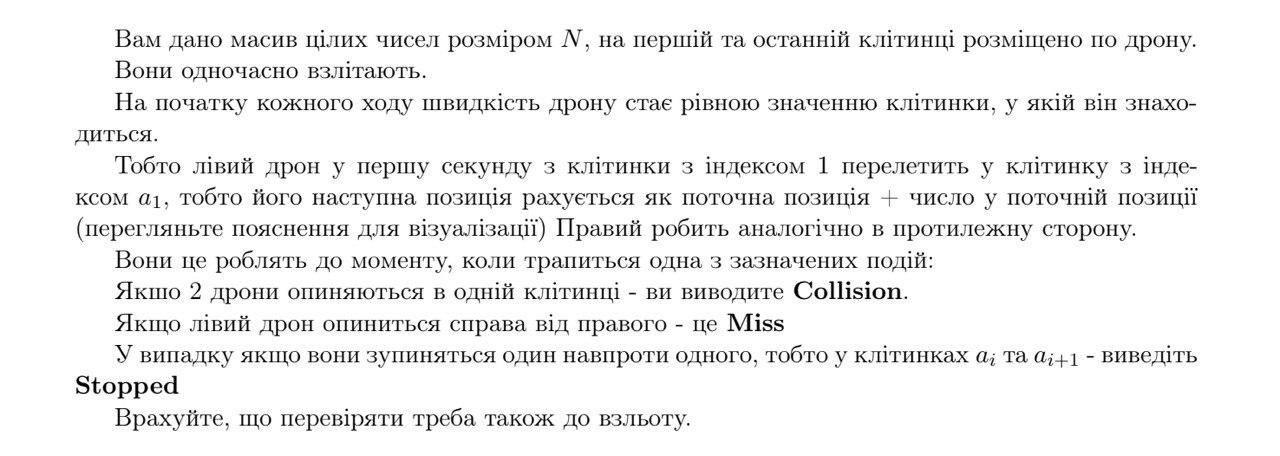 Вам дано масив цілих чисел розміром N, на першій та останній клітинці розміщено по дрону.
Вони одночасно взлітають.
На початку кожного ходу швидкість дрону стає рівною значенню клітинки, у якій він знахо-
диться.
Тобто лівий дрон у першу секунду з клітинки з індексом 1 перелетить у клітинку з інде-
ксом a₁, тобто його наступна позиція рахується як поточна позиція + число у поточній позиції
(перегляньте пояснення для візуалізації) Правий робить аналогічно в протилежну сторону.
Вони це роблять до моменту, коли трапиться одна з зазначених подій:
Якшо 2 дрони опиняються в одній клітинці - ви виводите Collision.
Якщо лівий дрон опиниться справа від правого - це Miss
У випадку якщо вони зупиняться один навпроти одного, тобто у клітинках aᵢ та aᵢ₊₁ - виведіть
Stopped
Врахуйте, що перевіряти треба також до взльоту.